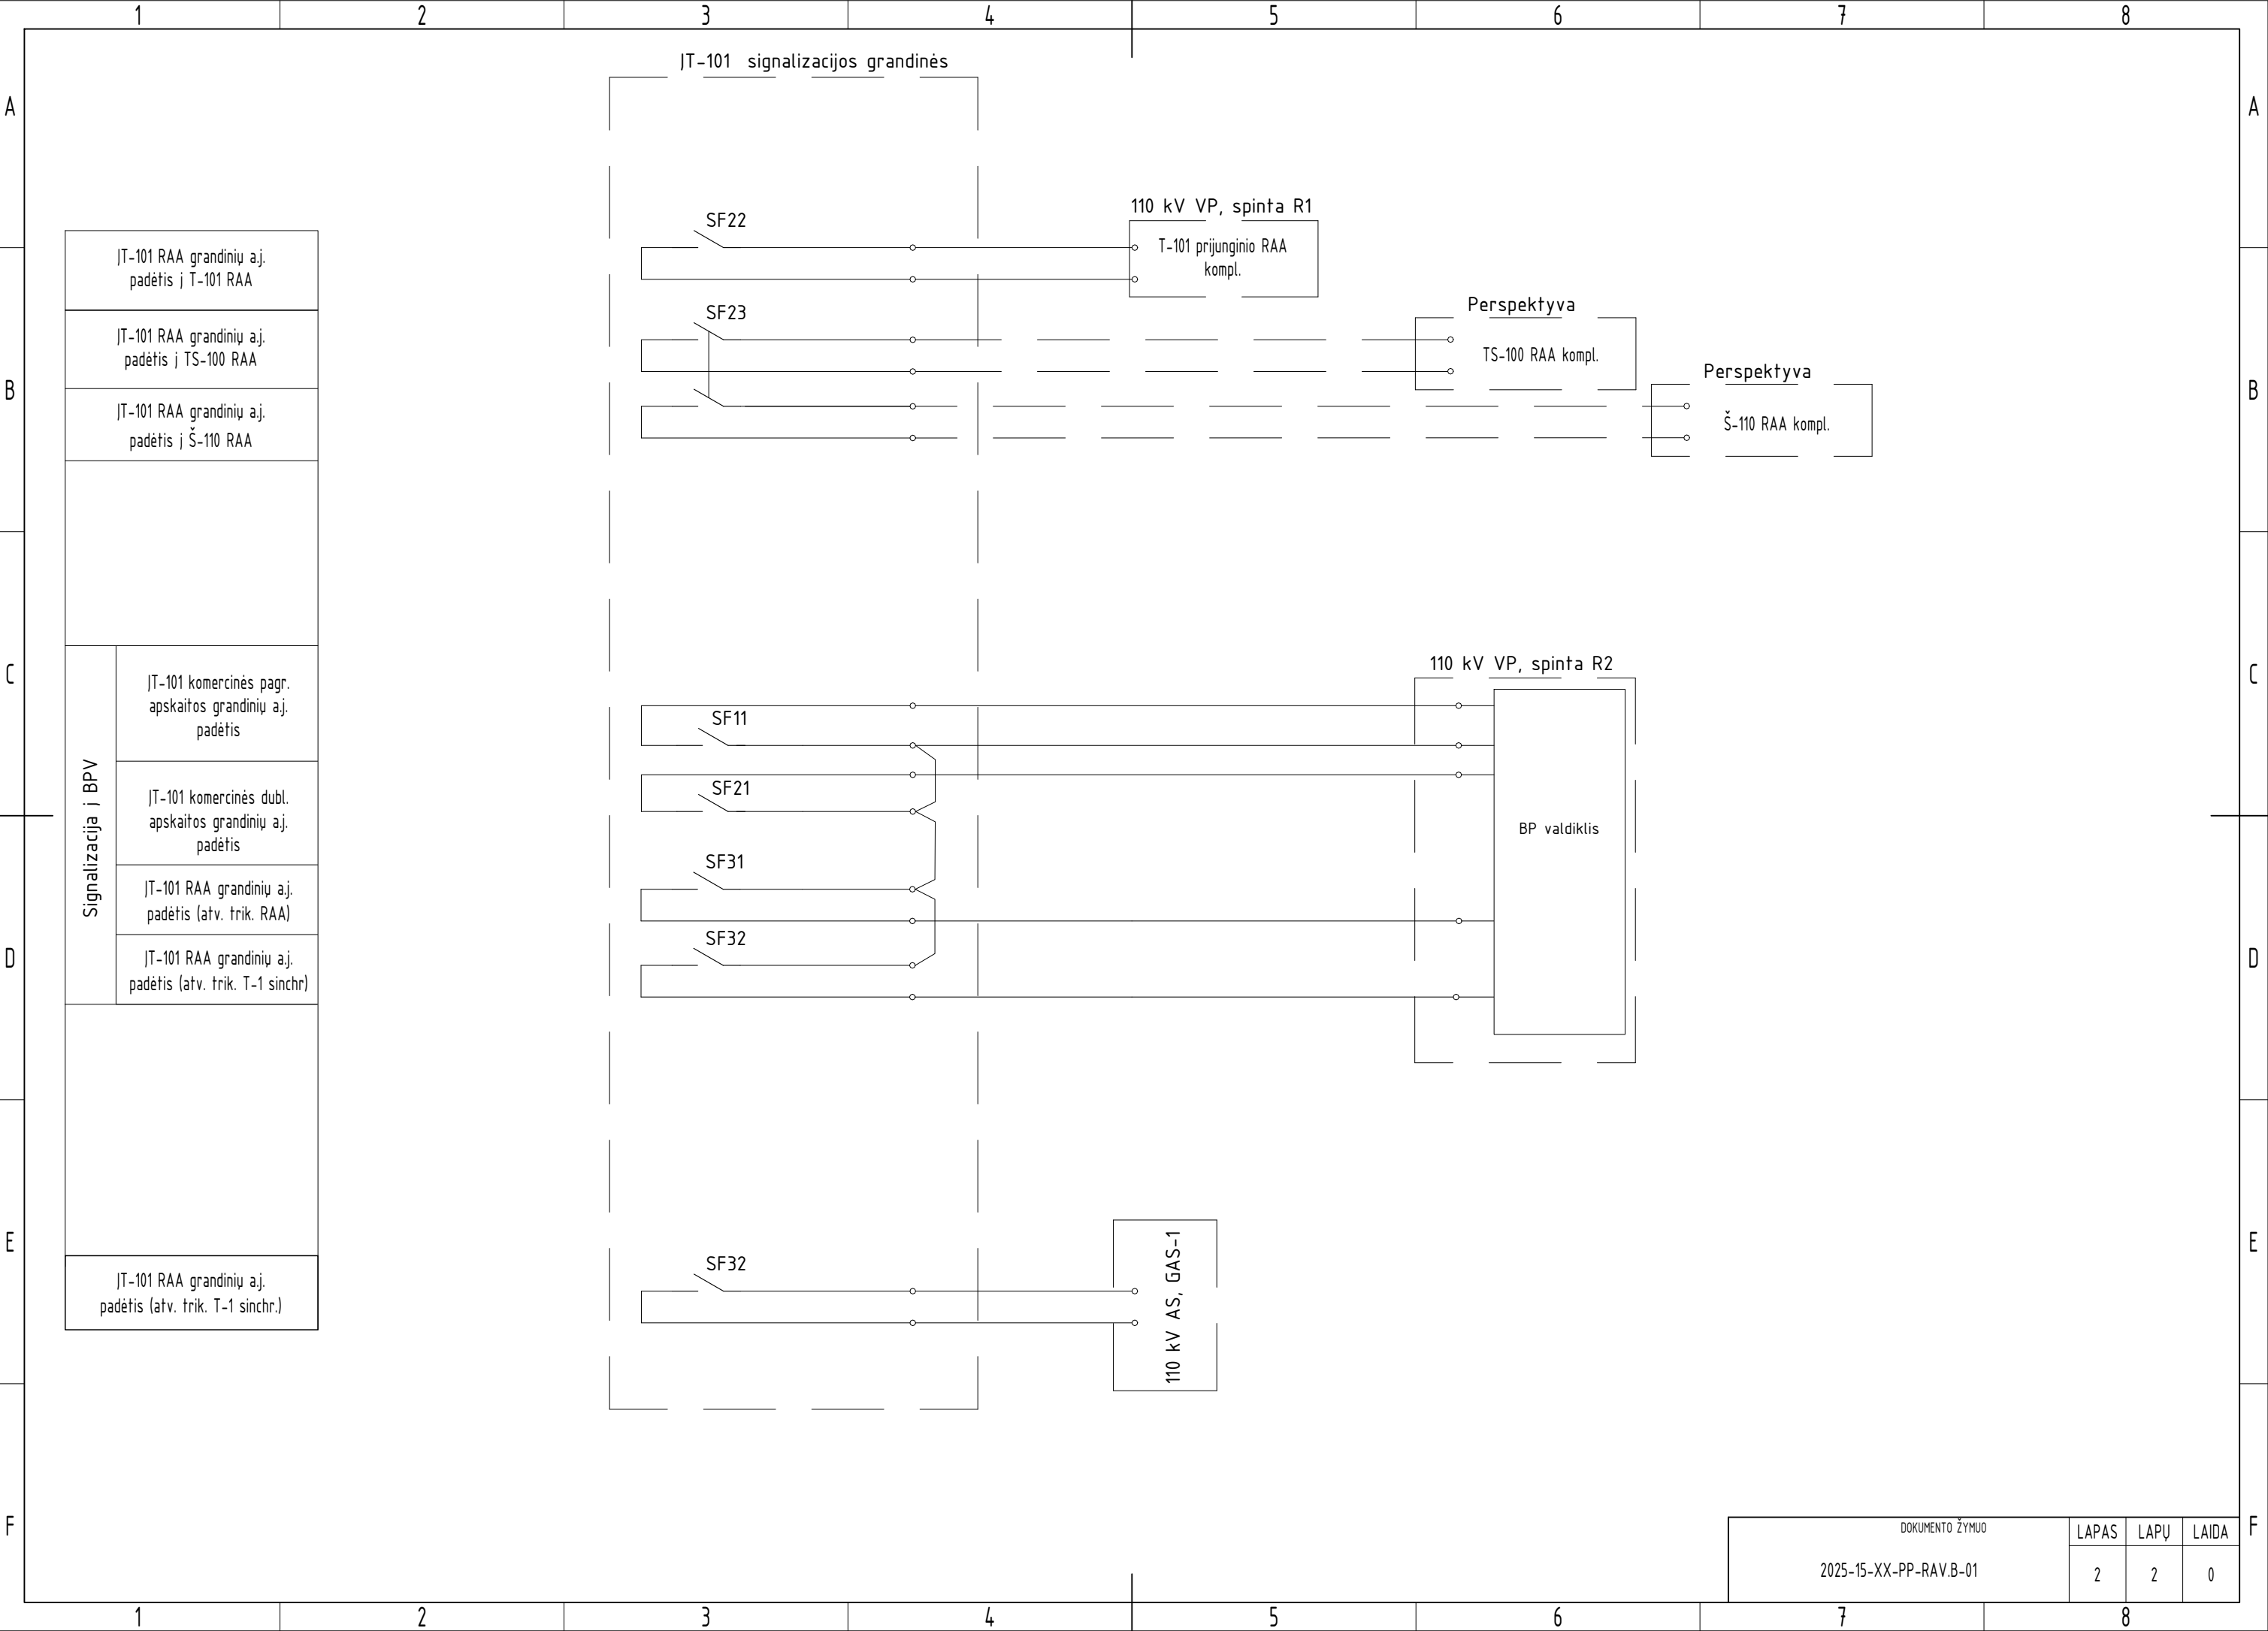 1 2 3 4 5 6 7 8
A A
B B
C C
D D
E E
F F
JT-101 signalizacijos grandinės
JT-101 RAA grandinių a.j.
padėtis į T-101 RAA
JT-101 RAA grandinių a.j.
padėtis į TS-100 RAA
JT-101 RAA grandinių a.j.
padėtis į Š-110 RAA
Signalizacija į BPV
JT-101 komercinės pagr.
apskaitos grandinių a.j.
padėtis
JT-101 komercinės dubl.
apskaitos grandinių a.j.
padėtis
JT-101 RAA grandinių a.j.
padėtis (atv. trik. RAA)
JT-101 RAA grandinių a.j.
padėtis (atv. trik. T-1 sinchr)
JT-101 RAA grandinių a.j.
padėtis (atv. trik. T-1 sinchr.)
SF22
SF23
SF11
SF21
SF31
SF32
SF32
110 kV VP, spinta R1
T-101 prijunginio RAA
kompl.
Perspektyva
TS-100 RAA kompl.
Perspektyva
Š-110 RAA kompl.
110 kV VP, spinta R2
BP valdiklis
110 kV AS, GAS-1
DOKUMENTO ŽYMUO
2025-15-XX-PP-RAV.B-01
LAPAS LAPŲ LAIDA
2 2 0
1 2 3 4 5 6 7 8